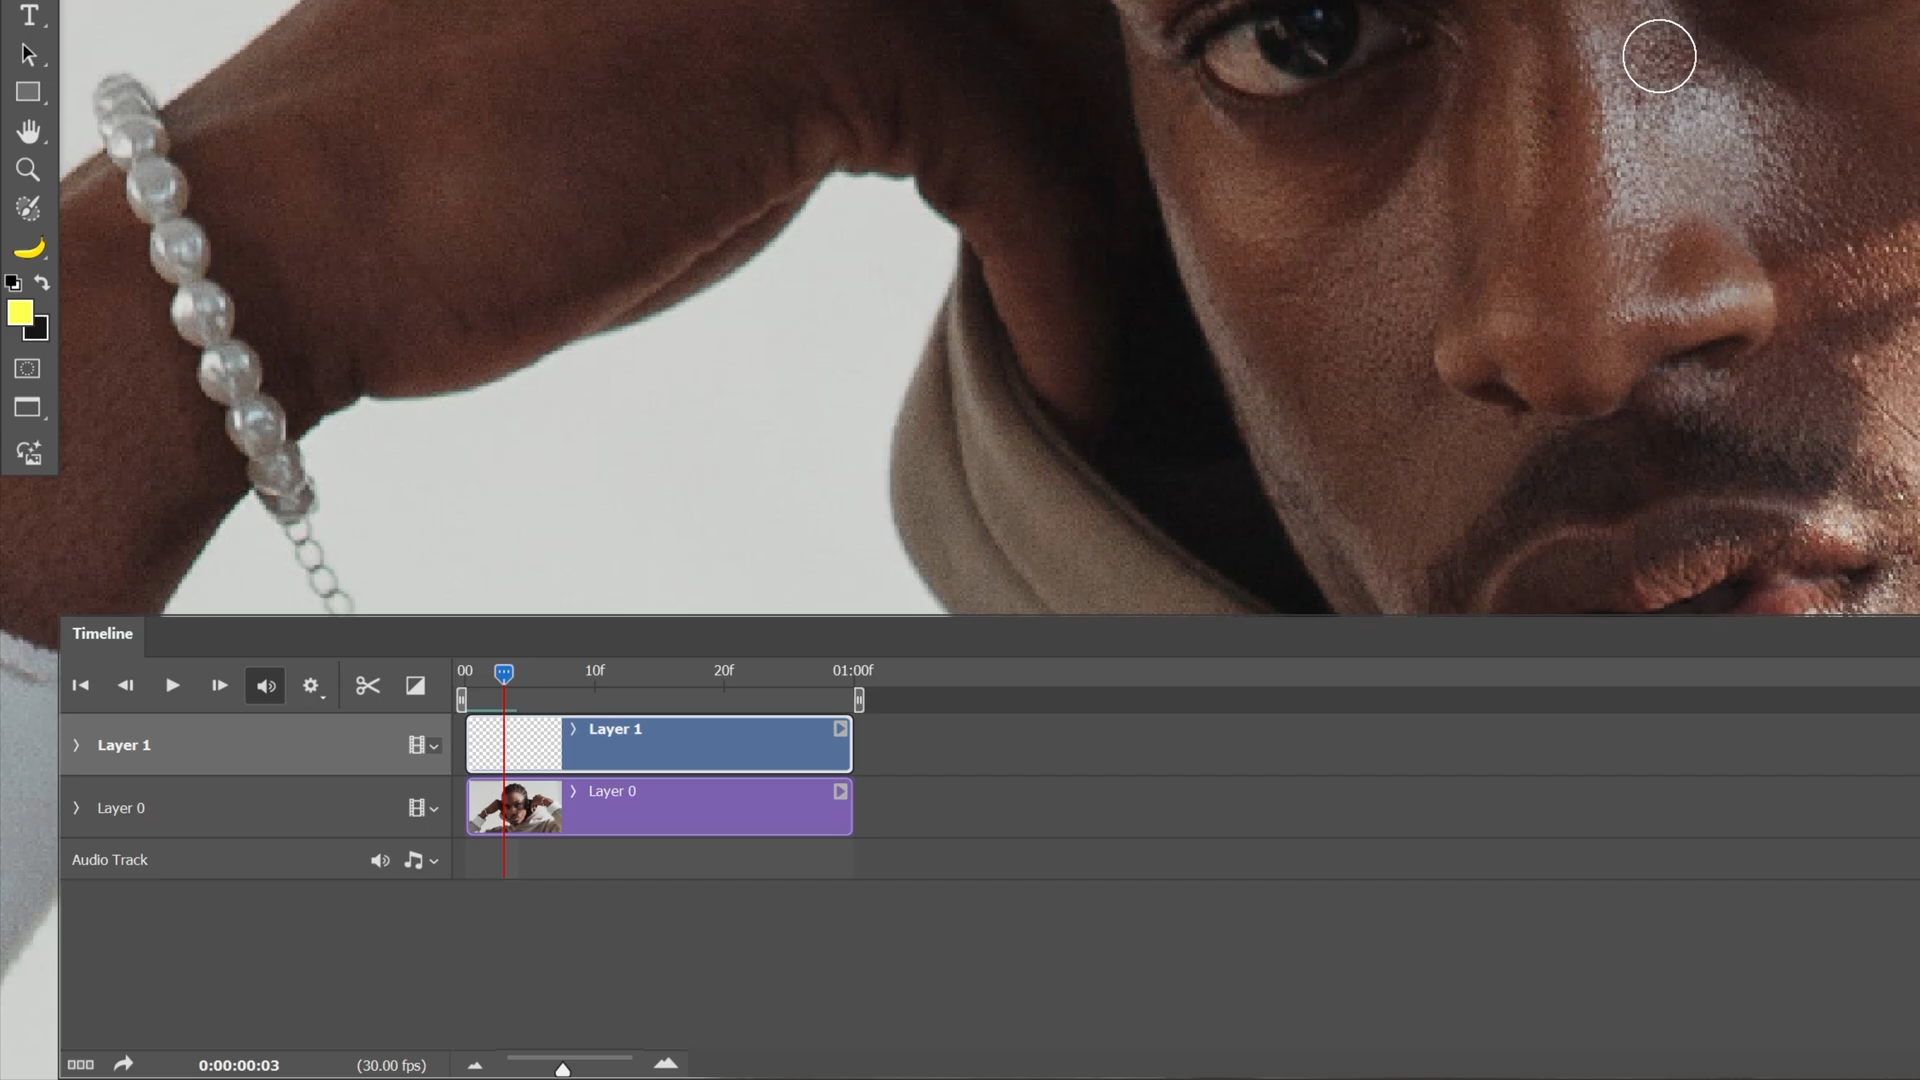 T
Timeline
00 10f 20f 01:00f
Layer 1 Layer 1
Layer 0 Layer 0
Audio Track
0:00:00:03 (30.00 fps)